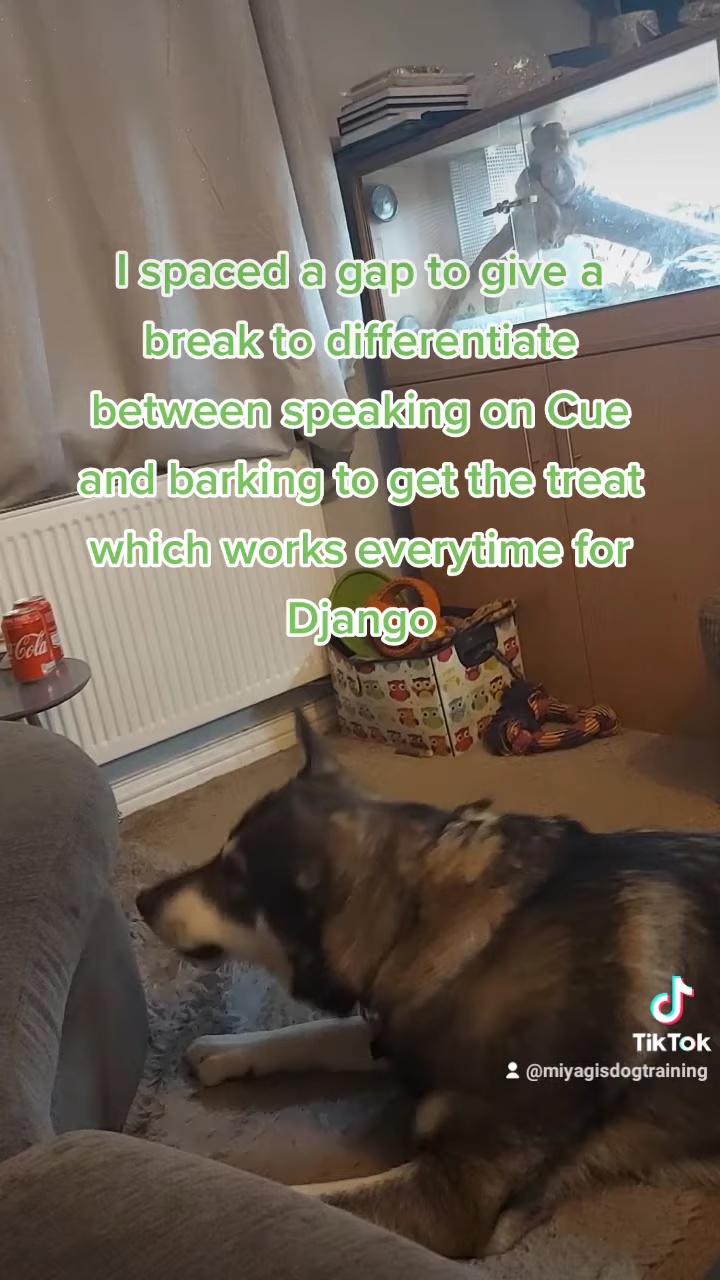 I spaced a gap to give a
break to differentiate
between speaking on Cue
and barking to get the treat
which works everytime for
Django
Cola
TikTok
@miyagisdogtraining